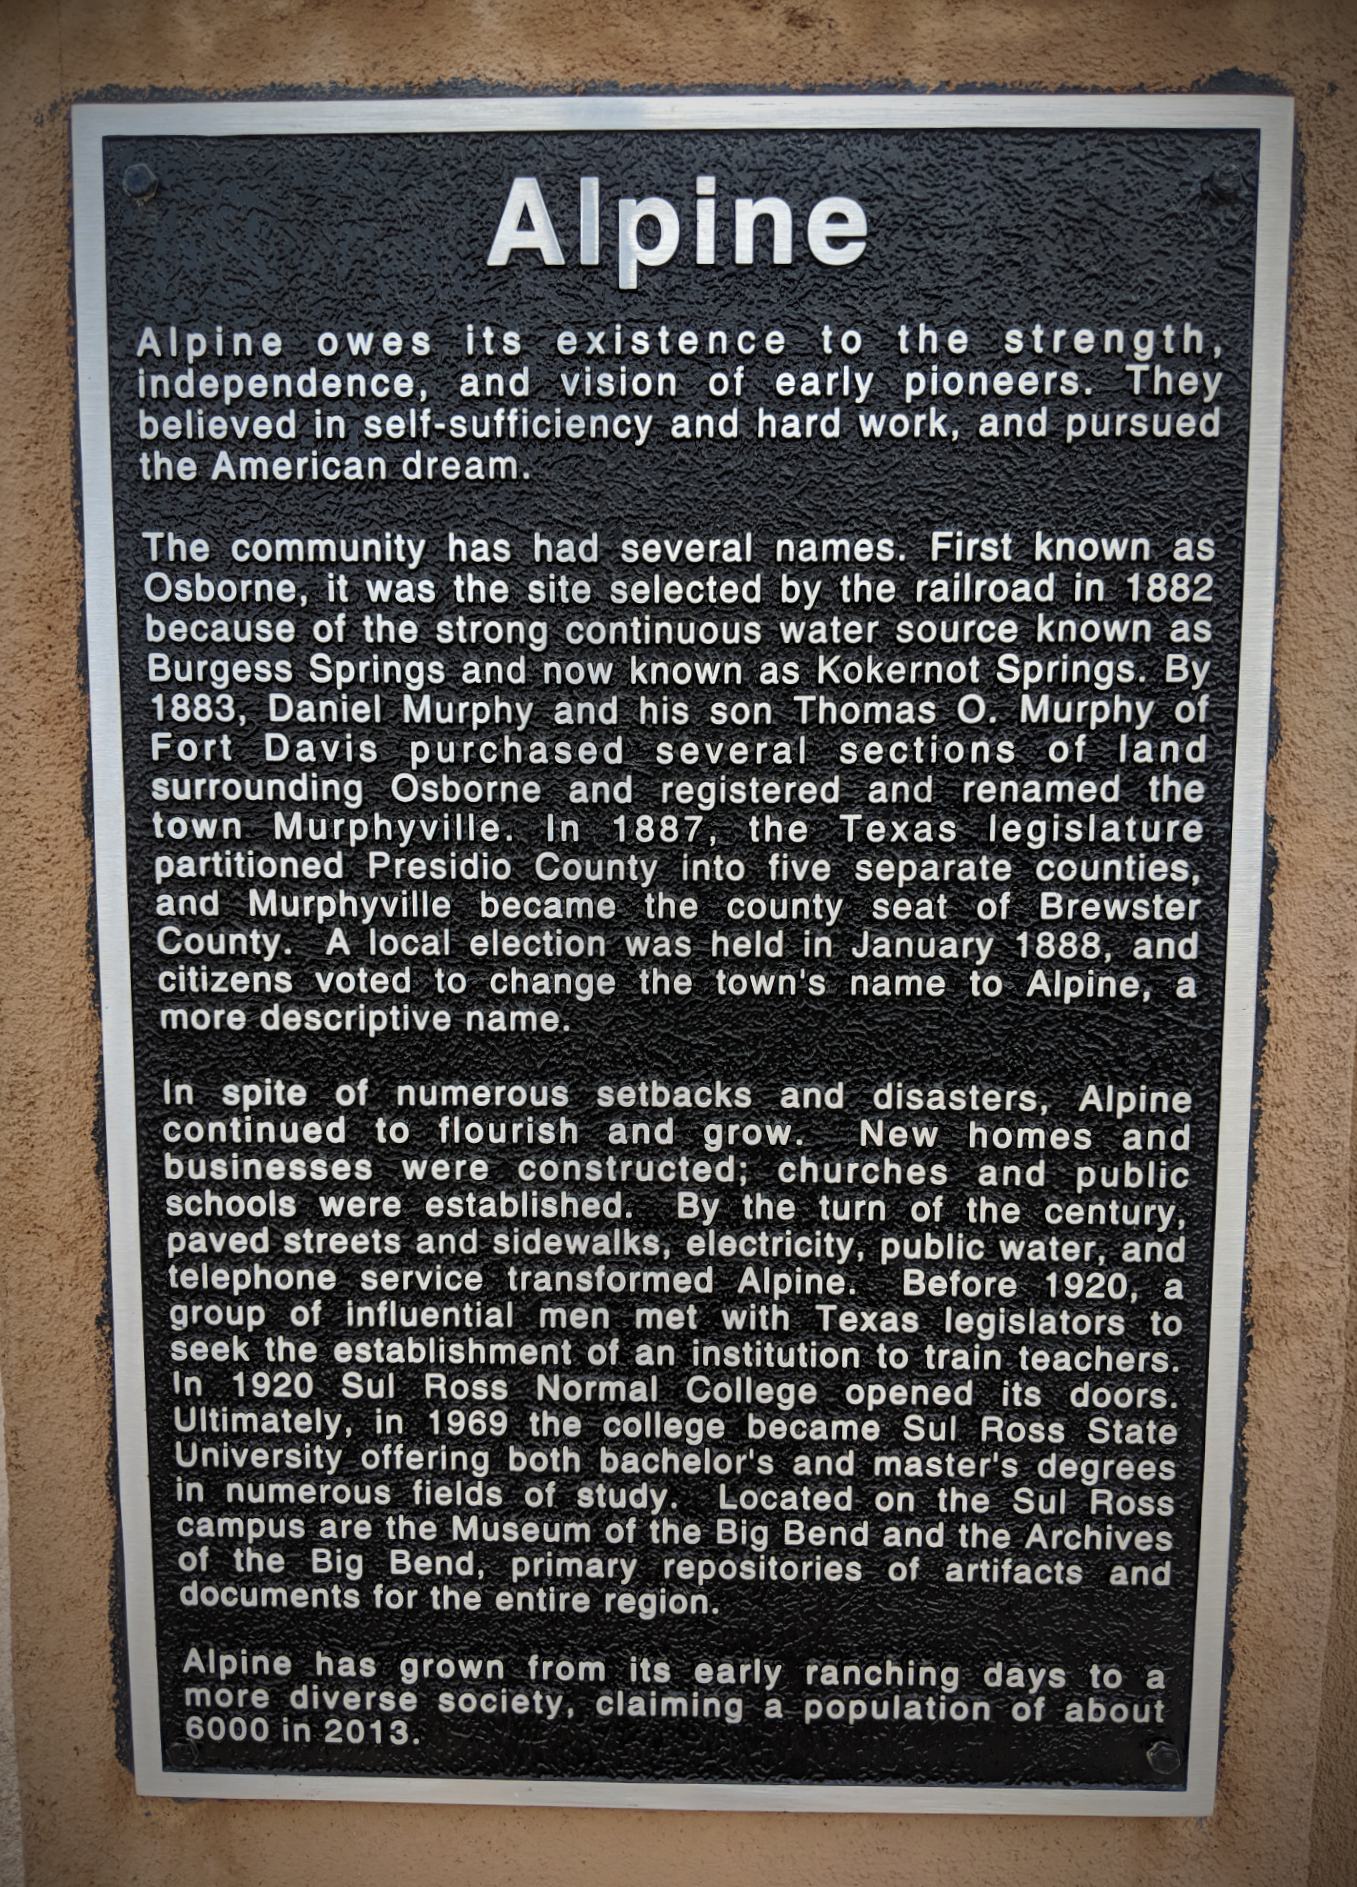 Alpine
Alpine owes its existence to the strength,
independence, and vision of early pioneers. They
believed in self-sufficiency and hard work, and pursued
the American dream.
The community has had several names. First known as
Osborne, it was the site selected by the railroad in 1882
because of the strong continuous water source known as
Burgess Springs and now known as Kokernot Springs. By
1883, Daniel Murphy and his son Thomas O. Murphy of
Fort Davis purchased several sections of land
surrounding Osborne and registered and renamed the
town Murphyville. In 1887, the Texas legislature
partitioned Presidio County into five separate counties,
and Murphyville became the county seat of Brewster
County. A local election was held in January 1888, and
citizens voted to change the town's name to Alpine, a
more descriptive name.
In spite of numerous setbacks and disasters, Alpine
continued to flourish and grow. New homes and
businesses were constructed; churches and public
schools were established. By the turn of the century,
paved streets and sidewalks, electricity, public water, and
telephone service transformed Alpine. Before 1920, a
group of influential men met with Texas legislators to
seek the establishment of an institution to train teachers.
In 1920 Sul Ross Normal College opened its doors.
Ultimately, in 1969 the college became Sul Ross State
University offering both bachelor's and master's degrees
in numerous fields of study. Located on the Sul Ross
campus are the Museum of the Big Bend and the Archives
of the Big Bend, primary repositories of artifacts and
documents for the entire region.
Alpine has grown from its early ranching days to a
more diverse society, claiming a population of about
6000 in 2013.